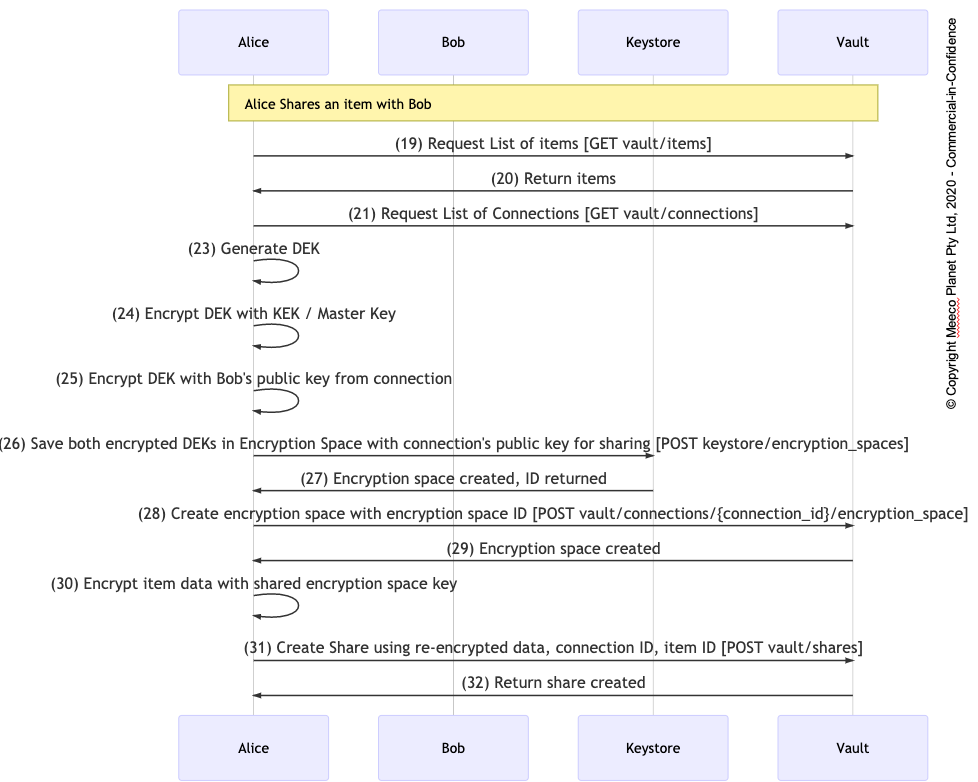 Alice
Bob
Keystore
Vault
Alice Shares an item with Bob
(19) Request List of items [GET vault/items]
(20) Return items
(21) Request List of Connections [GET vault/connections]
(23) Generate DEK
(24) Encrypt DEK with KEK / Master Key
(25) Encrypt DEK with Bob's public key from connection
(26) Save both encrypted DEKs in Encryption Space with connection's public key for sharing [POST keystore/encryption_spaces]
(27) Encryption space created, ID returned
(28) Create encryption space with encryption space ID [POST vault/connections/{connection_id}/encryption_space]
(29) Encryption space created
(30) Encrypt item data with shared encryption space key
(31) Create Share using re-encrypted data, connection ID, item ID [POST vault/shares]
(32) Return share created
Alice
Bob
Keystore
Vault
© Copyright Meeco Planet Pty Ltd, 2020 - Commercial-in-Confidence